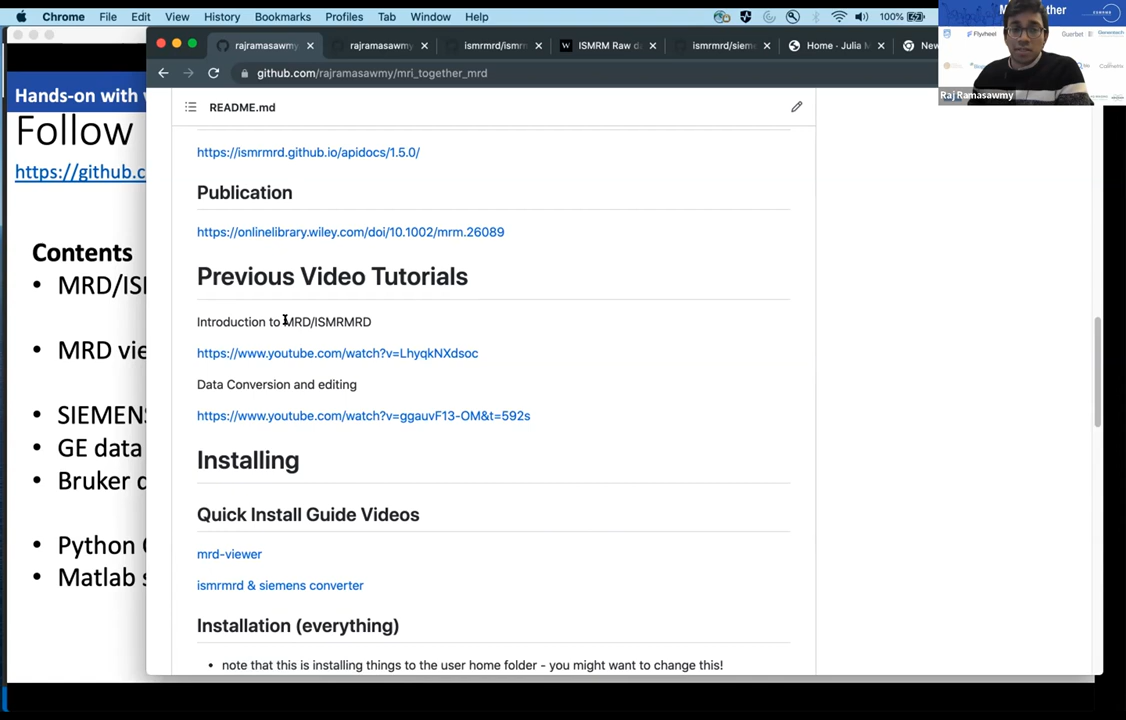 Chrome File Edit View History Bookmarks Profiles Tab Window Help 100%
rajramasawmy rajramasawmy ismrmrd/ismr ISMRM Raw d ismrmrd/sieme Home - Julia M New
github.com/rajramasawmy/mri_together_mrd
Flywheel Guerbet
Raj Ramasawmy
Hands-on with
Follow
https://github.c
Contents
• MRD/IS
• MRD vie
• SIEMENS
• GE data
• Bruker d
• Python
• Matlab s
README.md
https://ismrmrd.github.io/apidocs/1.5.0/
Publication
https://onlinelibrary.wiley.com/doi/10.1002/mrm.26089
Previous Video Tutorials
Introduction to MRD/ISMRMRD
https://www.youtube.com/watch?v=LhyqkNXdsoc
Data Conversion and editing
https://www.youtube.com/watch?v=ggauvF13-OM&t=592s
Installing
Quick Install Guide Videos
mrd-viewer
ismrmrd & siemens converter
Installation (everything)
• note that this is installing things to the user home folder - you might want to change this!